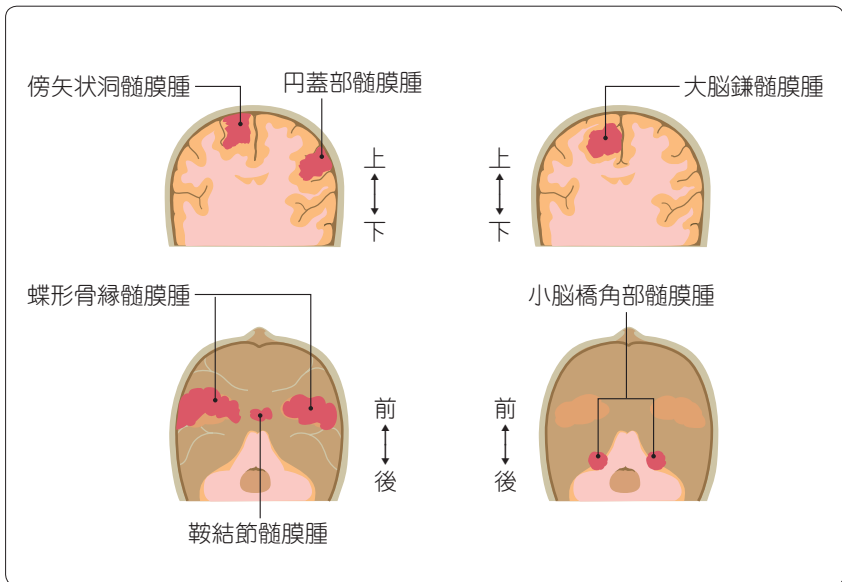 傍矢状洞髄膜腫
円蓋部髄膜腫
上
下
大脳鎌髄膜腫
上
下
蝶形骨縁髄膜腫
前
後
鞍結節髄膜腫
小脳橋角部髄膜腫
前
後